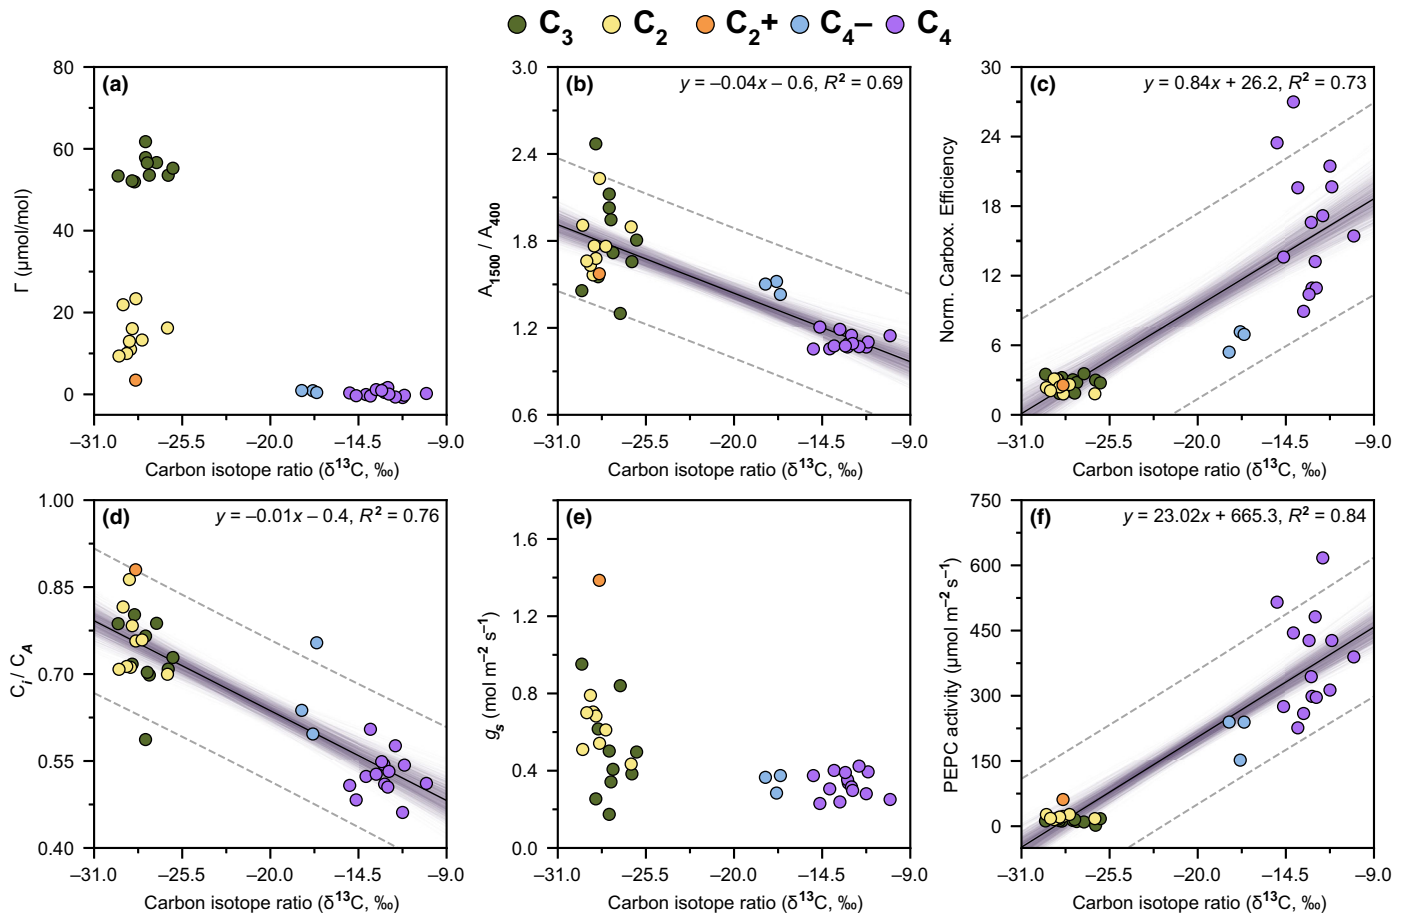 C3 C2 C2+ C4– C4
(a)
80
60
40
20
0
Γ (µmol/mol)
–31.0 –25.5 –20.0 –14.5 –9.0
Carbon isotope ratio (δ13C, ‰)
(b) y = –0.04x – 0.6, R2 = 0.69
3.0
2.4
1.8
1.2
0.6
A1500 / A400
–31.0 –25.5 –20.0 –14.5 –9.0
Carbon isotope ratio (δ13C, ‰)
(c) y = 0.84x + 26.2, R2 = 0.73
30
24
18
12
6
0
Norm. Carbox. Efficiency
–31.0 –25.5 –20.0 –14.5 –9.0
Carbon isotope ratio (δ13C, ‰)
(d) y = –0.01x – 0.4, R2 = 0.76
1.00
0.85
0.70
0.55
0.40
Ci/ CA
–31.0 –25.5 –20.0 –14.5 –9.0
Carbon isotope ratio (δ13C, ‰)
(e)
1.6
1.2
0.8
0.4
0.0
gs (mol m–2 s–1)
–31.0 –25.5 –20.0 –14.5 –9.0
Carbon isotope ratio (δ13C, ‰)
(f) y = 23.02x + 665.3, R2 = 0.84
750
600
450
300
150
0
PEPC activity (µmol m–2 s–1)
–31.0 –25.5 –20.0 –14.5 –9.0
Carbon isotope ratio (δ13C, ‰)